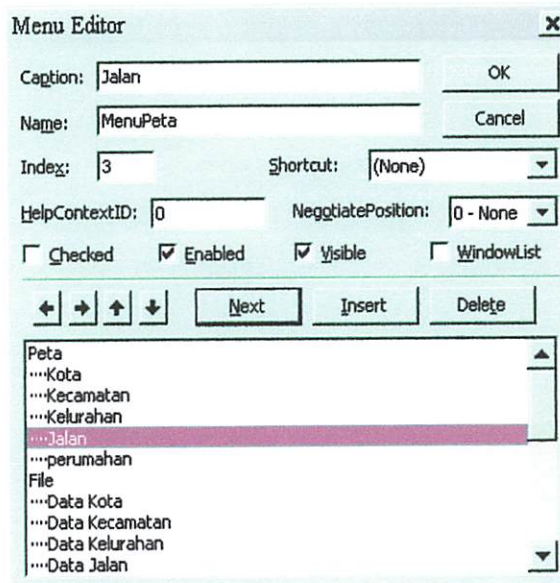 Menu Editor
Caption: Jalan OK
Name: MenuPeta Cancel
Index: 3 Shortcut: (None)
HelpContextID: 0 NegotiatePosition: 0 - None
Checked Enabled Visible WindowList
Next Insert Delete
Peta
····Kota
····Kecamatan
····Kelurahan
····Jalan
····perumahan
File
····Data Kota
····Data Kecamatan
····Data Kelurahan
····Data Jalan